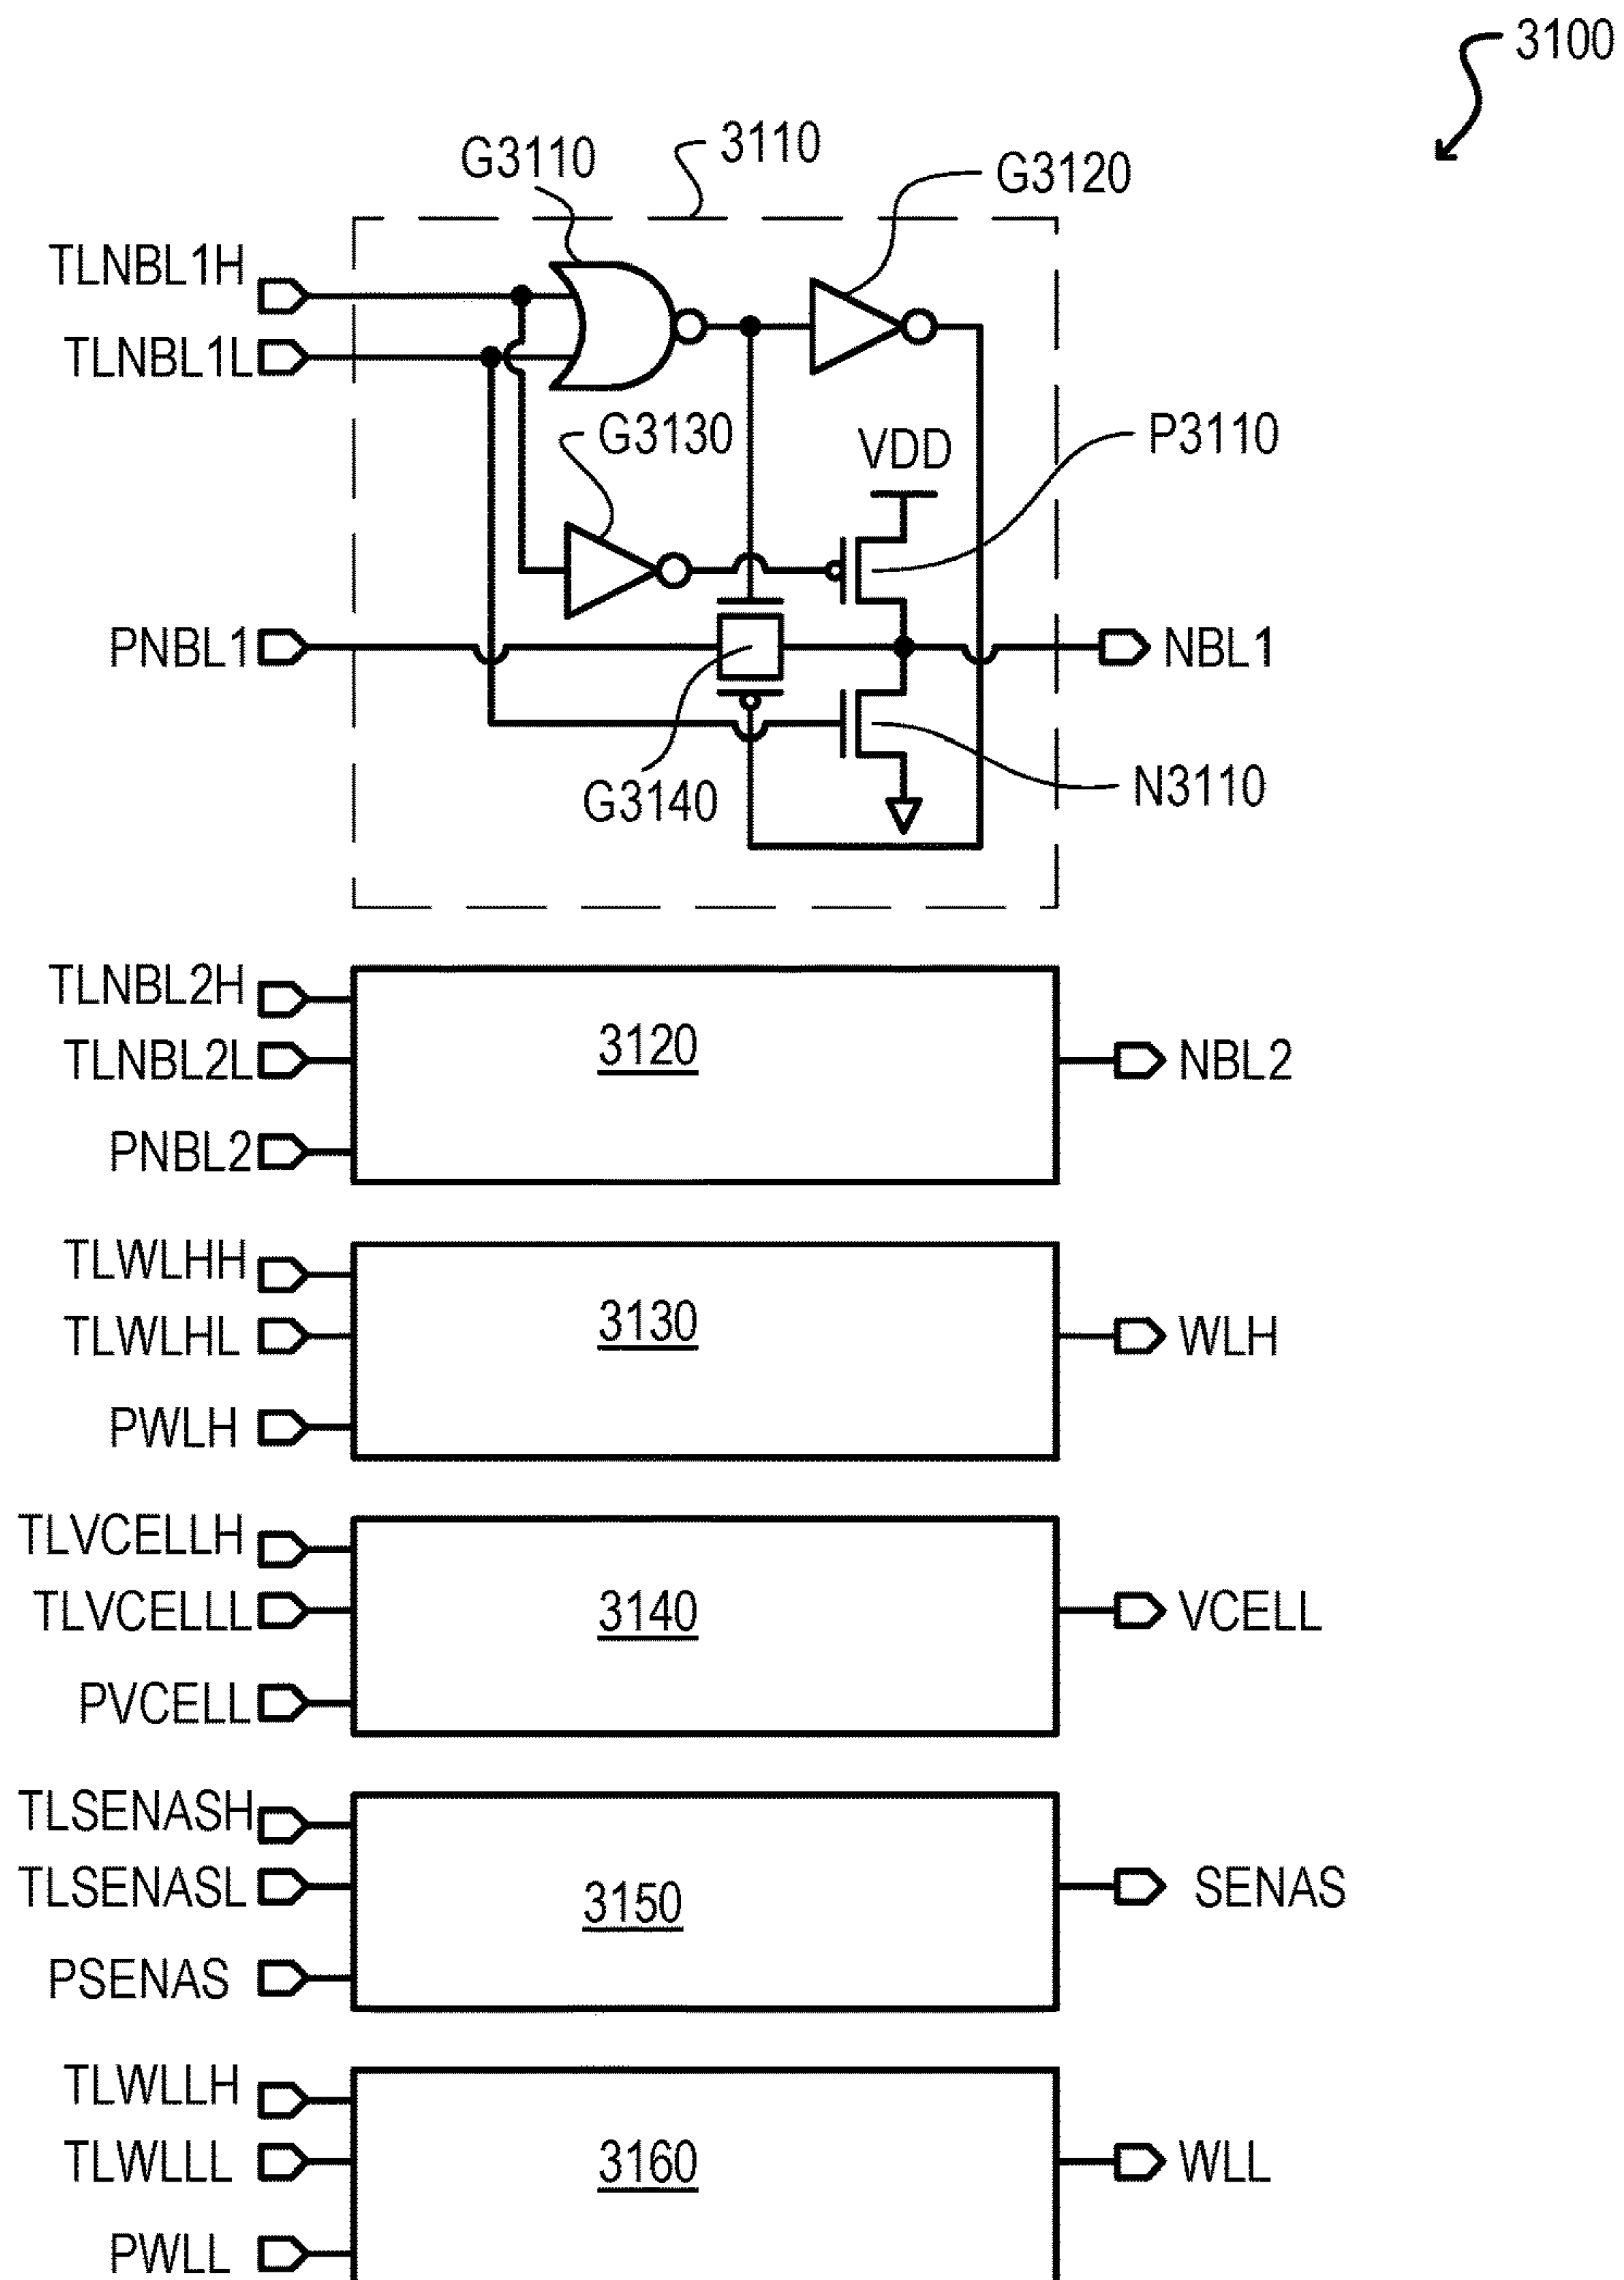 3100
3110
G3110
G3120
TLNBL1H
TLNBL1L
G3130
VDD
P3110
PNBL1
NBL1
G3140
N3110
TLNBL2H
TLNBL2L
PNBL2
3120
NBL2
TLWLHH
TLWLHL
PWLH
3130
WLH
TLVCELLH
TLVCELLL
PVCELL
3140
VCELL
TLSENASH
TLSENASL
PSENAS
3150
SENAS
TLWLLH
TLWLLL
PWLL
3160
WLL